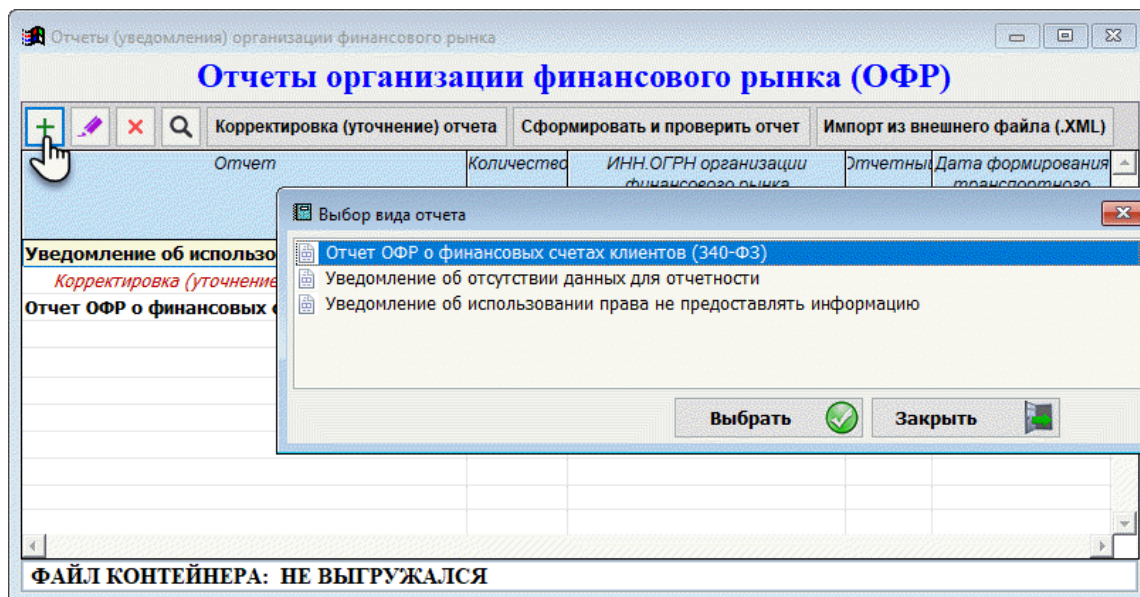 Отчеты (уведомления) организации финансового рынка
Отчеты организации финансового рынка (ОФР)
Корректировка (уточнение) отчета Сформировать и проверить отчет Импорт из внешнего файла (.XML)
Отчет Количество ИНН.ОГРН организации финансового рынка Отчетный Дата формирования транспортного
Выбор вида отчета
Отчет ОФР о финансовых счетах клиентов (340-ФЗ)
Уведомление об отсутствии данных для отчетности
Уведомление об использовании права не предоставлять информацию
Выбрать Закрыть
Уведомление об использо
Корректировка (уточнение
Отчет ОФР о финансовых с
ФАЙЛ КОНТЕЙНЕРА: НЕ ВЫГРУЖАЛСЯ